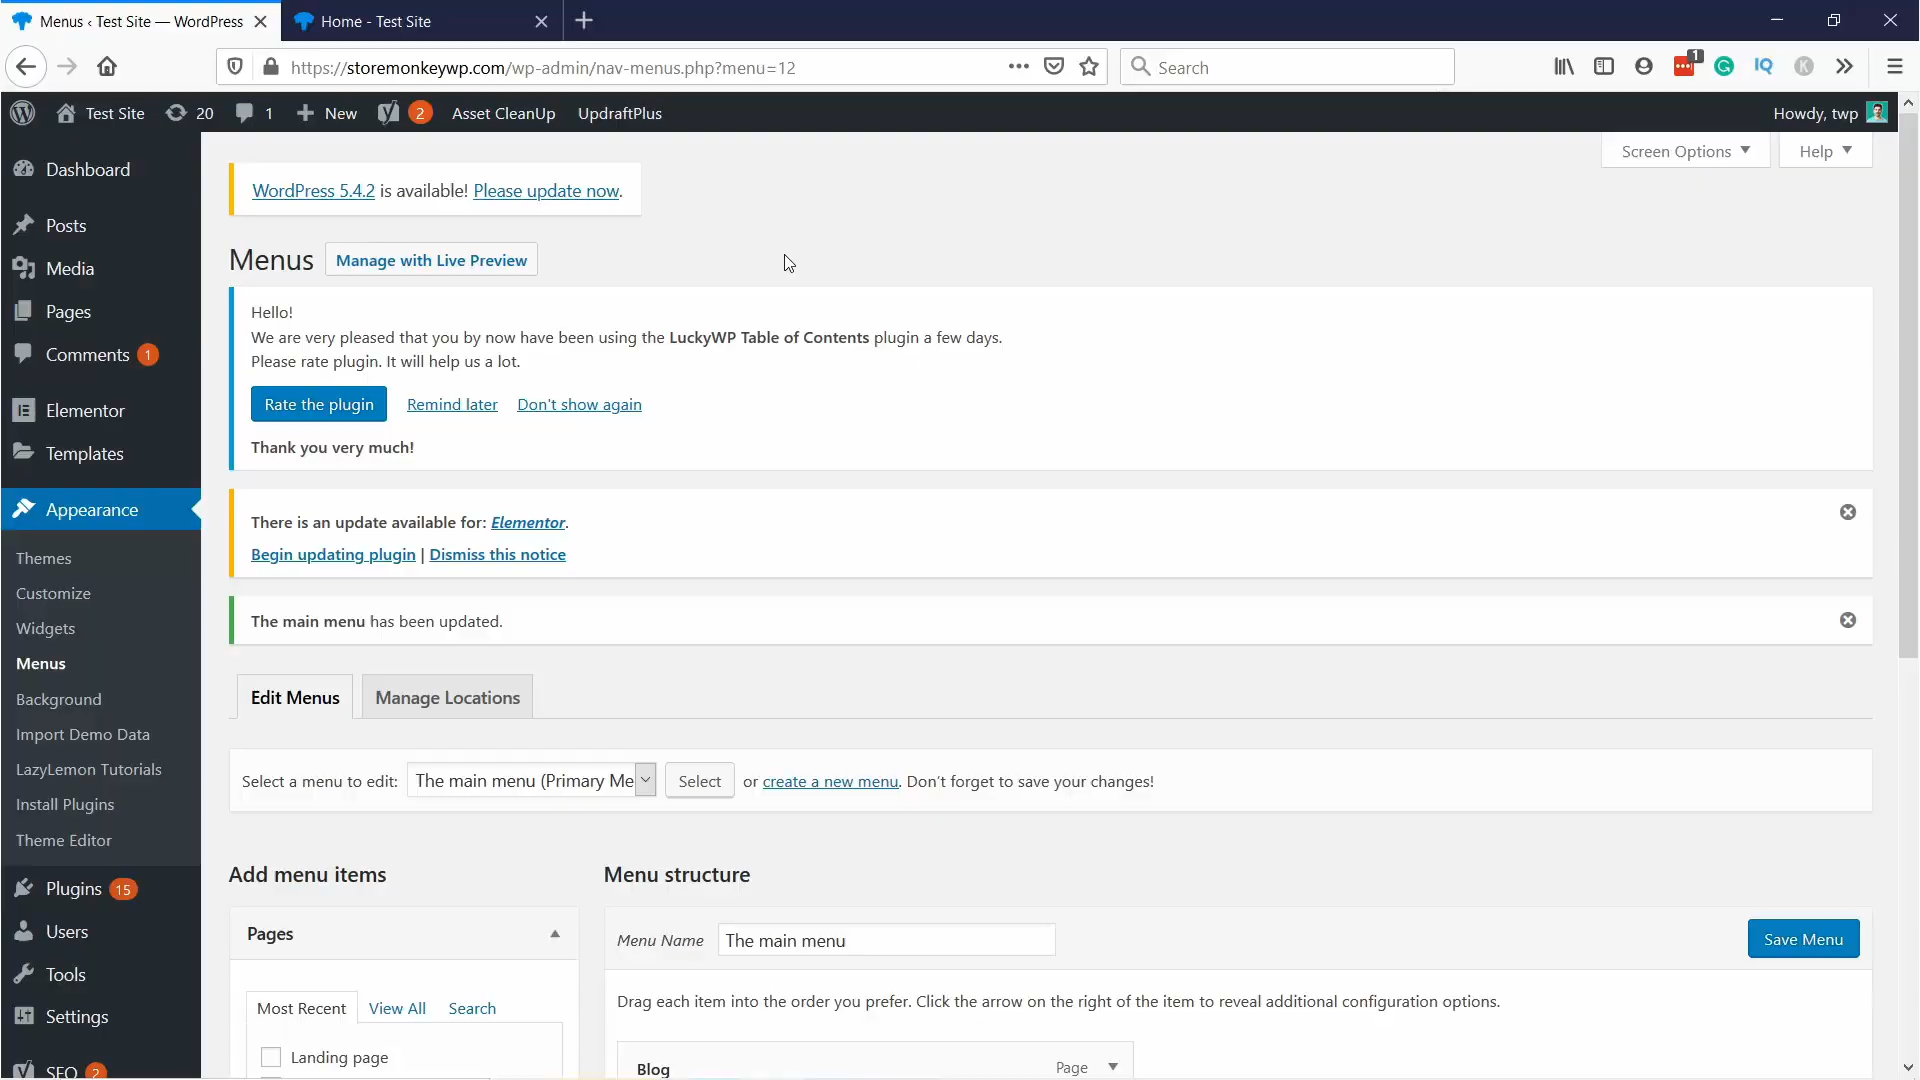 Menus ‹ Test Site — WordPress
Home - Test Site
https://storemonkeywp.com/wp-admin/nav-menus.php?menu=12
Search
1
IQ
K
Test Site
20
1
New
2
Asset CleanUp
UpdraftPlus
Howdy, twp
Dashboard
Posts
Media
Pages
Comments 1
Elementor
Templates
Appearance
Themes
Customize
Widgets
Menus
Background
Import Demo Data
LazyLemon Tutorials
Install Plugins
Theme Editor
Plugins 15
Users
Tools
Settings
SEO 2
Screen Options
Help
WordPress 5.4.2 is available! Please update now.
Menus
Manage with Live Preview
Hello!
We are very pleased that you by now have been using the LuckyWP Table of Contents plugin a few days.
Please rate plugin. It will help us a lot.
Rate the plugin
Remind later
Don't show again
Thank you very much!
There is an update available for: Elementor.
Begin updating plugin | Dismiss this notice
The main menu has been updated.
Edit Menus
Manage Locations
Select a menu to edit: The main menu (Primary Me Select or create a new menu. Don’t forget to save your changes!
Add menu items
Pages
Most Recent
View All
Search
Landing page
Menu structure
Menu Name The main menu
Save Menu
Drag each item into the order you prefer. Click the arrow on the right of the item to reveal additional configuration options.
Blog
Page